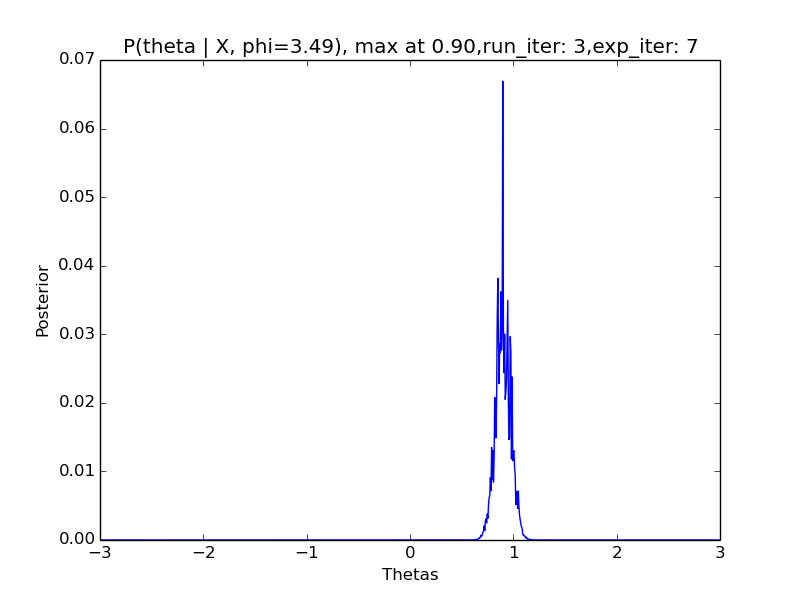 P(theta | X, phi=3.49), max at 0.90,run_iter: 3,exp_iter: 7
0.07
0.06
0.05
0.04
0.03
0.02
0.01
0.00
Posterior
−3 −2 −1 0 1 2 3
Thetas